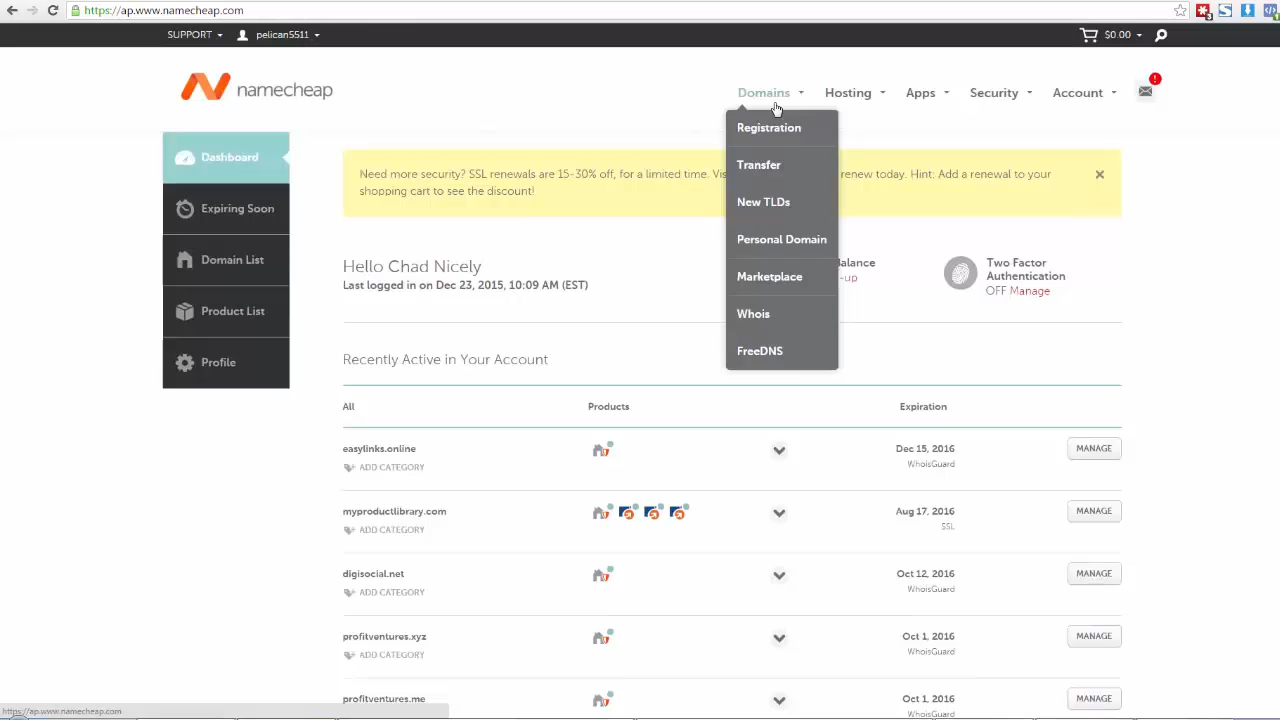 https://ap.www.namecheap.com
3
SUPPORT
pelican5511
$0.00
namecheap
Domains
Hosting
Apps
Security
Account
!
Registration
Transfer
New TLDs
Personal Domain
Marketplace
Whois
FreeDNS
Dashboard
Expiring Soon
Domain List
Product List
Profile
Need more security? SSL renewals are 15-30% off, for a limited time. renew today. Hint: Add a renewal to your
shopping cart to see the discount!
Hello Chad Nicely
Last logged in on Dec 23, 2015, 10:09 AM (EST)
alance
-up
Two Factor
Authentication
OFF Manage
Recently Active in Your Account
All
Products
Expiration
easylinks.online
ADD CATEGORY
Dec 15, 2016
WhoisGuard
MANAGE
myproductlibrary.com
ADD CATEGORY
Aug 17, 2016
SSL
MANAGE
digisocial.net
ADD CATEGORY
Oct 12, 2016
WhoisGuard
MANAGE
profitventures.xyz
ADD CATEGORY
Oct 1, 2016
WhoisGuard
MANAGE
profitventures.me
Oct 1, 2016
WhoisGuard
MANAGE
https://ap.www.namecheap.com